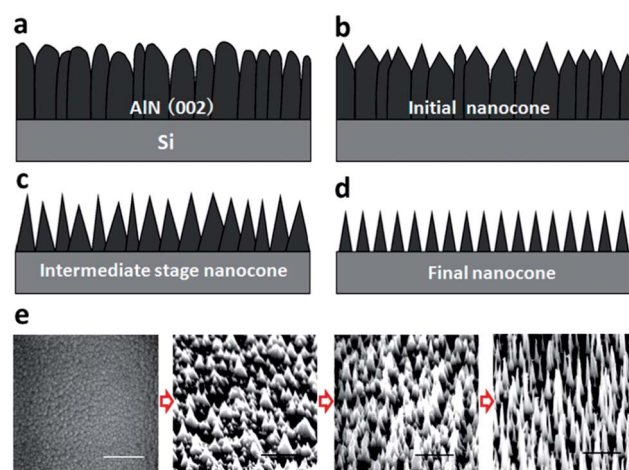 a
AlN (002)
Si
b
Initial nanocone
c
Intermediate stage nanocone
d
Final nanocone
e